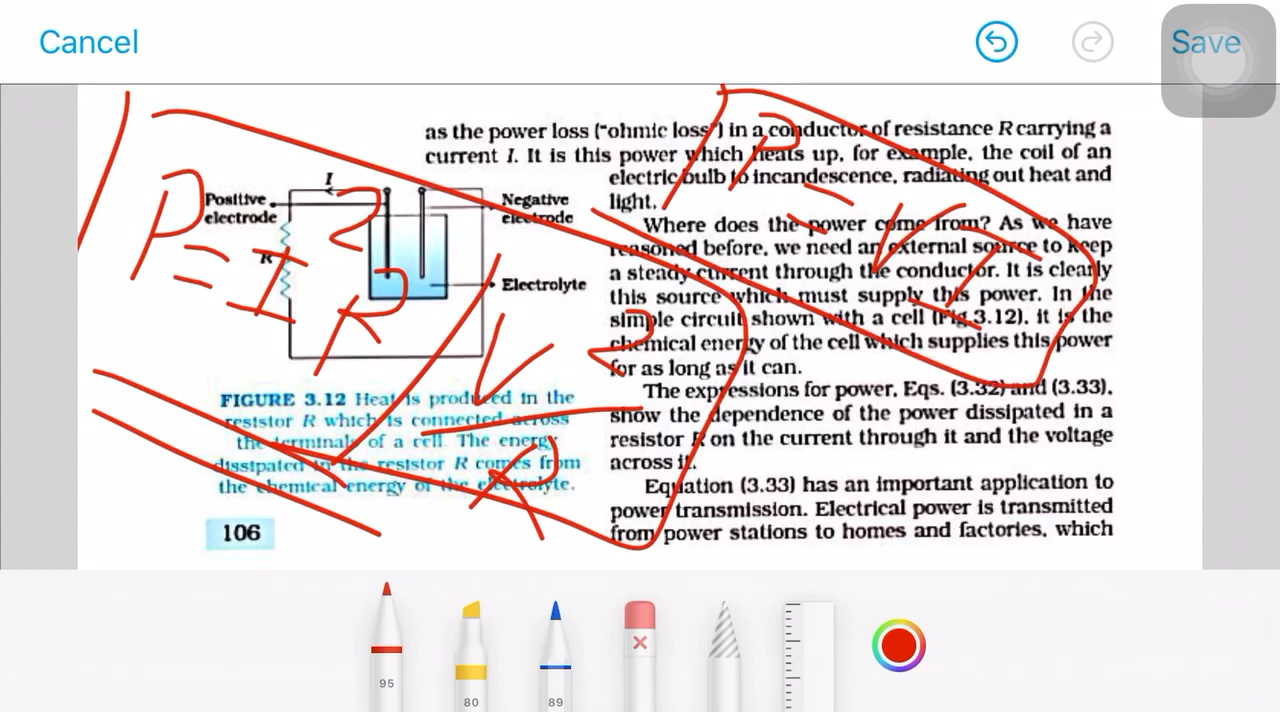 Cancel
Save
as the power loss ("ohmic loss") in a conductor of resistance R carrying a
current I. It is this power which heats up, for example, the coil of an
electric bulb to incandescence, radiating out heat and
light.
Where does the power come from? As we have
reasoned before, we need an external source to keep
a steady current through the conductor. It is clearly
this source which must supply this power. In the
simple circuit shown with a cell (Fig.3.12), it is the
chemical energy of the cell which supplies this power
for as long as it can.
The expressions for power, Eqs. (3.32) and (3.33),
show the dependence of the power dissipated in a
resistor R on the current through it and the voltage
across it.
Equation (3.33) has an important application to
power transmission. Electrical power is transmitted
from power stations to homes and factories, which
I
Positive
electrode
Negative
electrode
R
Electrolyte
FIGURE 3.12 Heat is produced in the
resistor R which is connected across
the terminals of a cell. The energy
dissipated in the resistor R comes from
the chemical energy of the electrolyte.
106
P = I²R / V²/R
P = VI
95
80
89